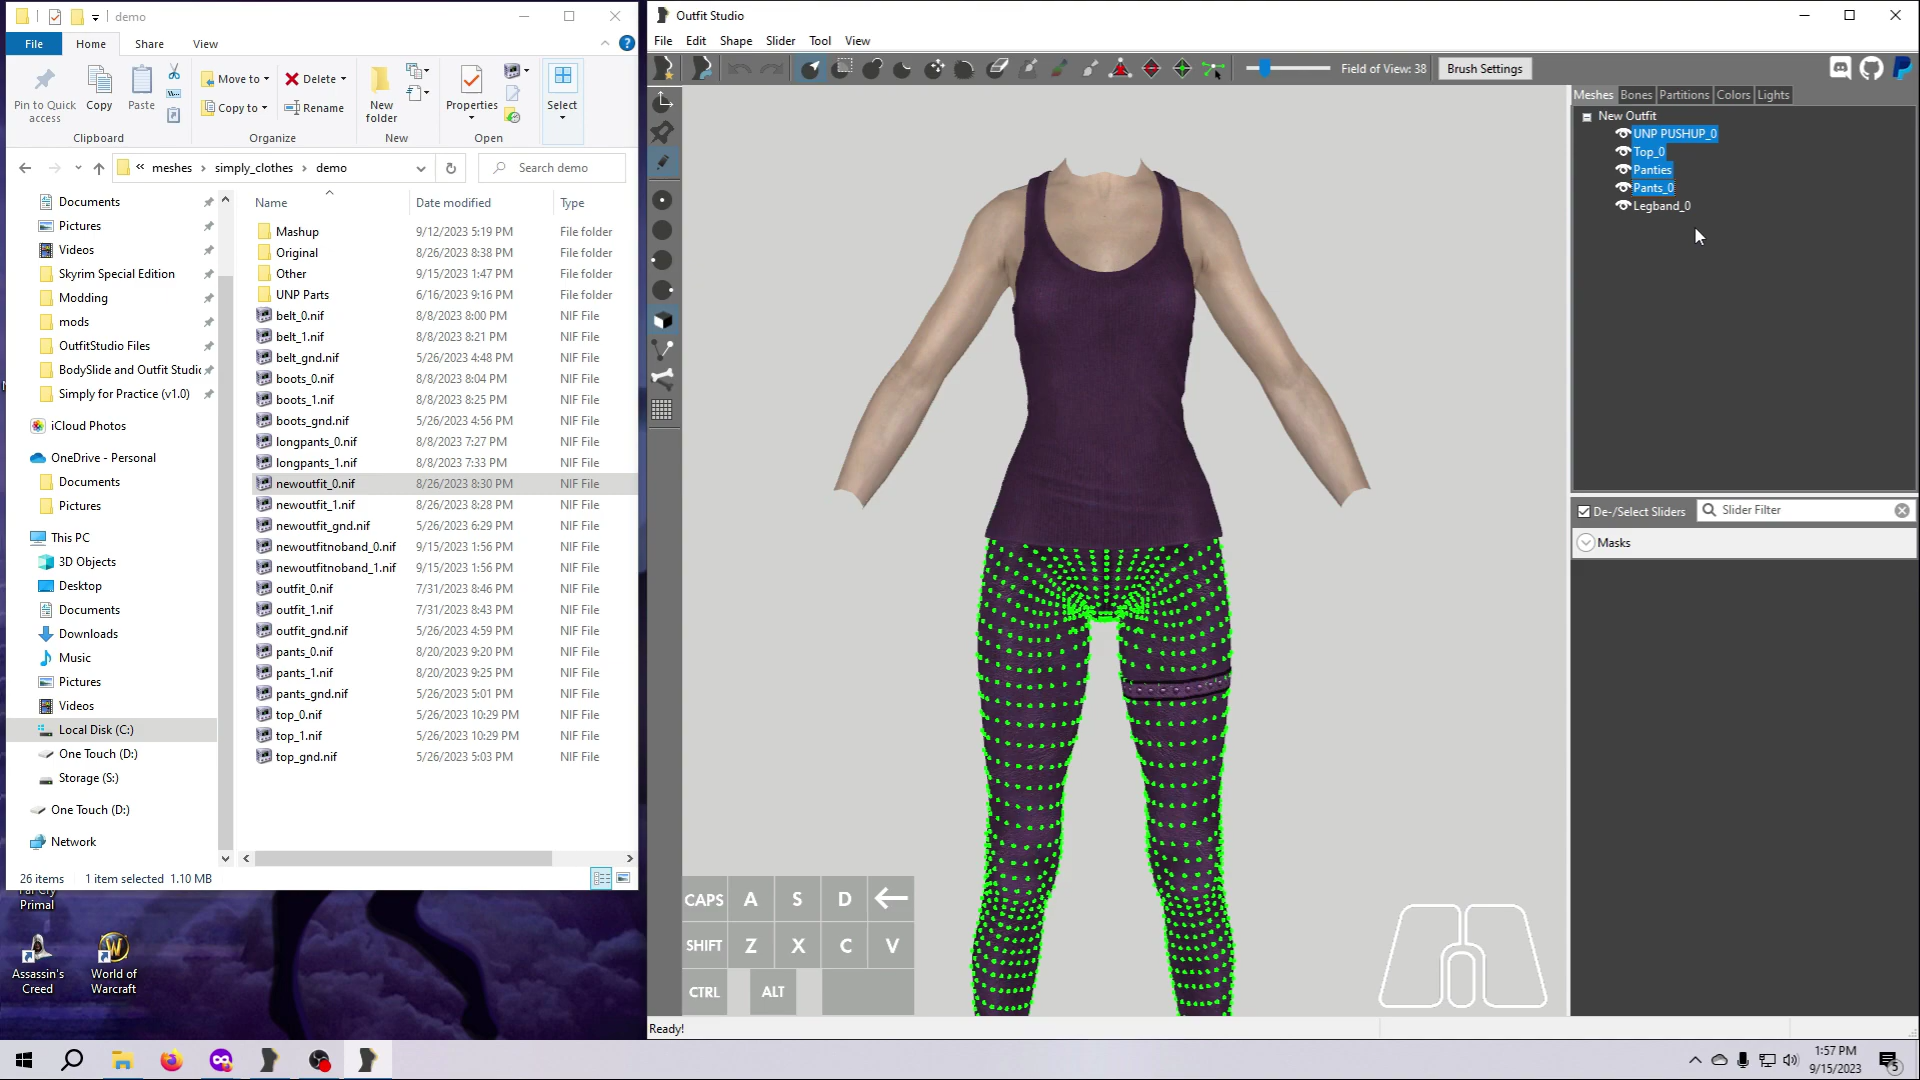 demo
File
Home
Share
View
Pin to Quick
access
Copy
Paste
Clipboard
Move to
Copy to
Delete
Rename
Organize
New
folder
New
Properties
Open
Select
« meshes › simply_clothes › demo
Search demo
Documents
Pictures
Videos
Skyrim Special Edition
Modding
mods
OutfitStudio Files
BodySlide and Outfit Studio
Simply for Practice (v1.0)
iCloud Photos
OneDrive - Personal
Documents
Pictures
This PC
3D Objects
Desktop
Documents
Downloads
Music
Pictures
Videos
Local Disk (C:)
One Touch (D:)
Storage (S:)
One Touch (D:)
Network
Name Date modified Type
Mashup 9/12/2023 5:19 PM File folder
Original 8/26/2023 8:38 PM File folder
Other 9/15/2023 1:47 PM File folder
UNP Parts 6/16/2023 9:16 PM File folder
belt_0.nif 8/8/2023 8:00 PM NIF File
belt_1.nif 8/8/2023 8:21 PM NIF File
belt_gnd.nif 5/26/2023 4:48 PM NIF File
boots_0.nif 8/8/2023 8:04 PM NIF File
boots_1.nif 8/8/2023 8:25 PM NIF File
boots_gnd.nif 5/26/2023 4:56 PM NIF File
longpants_0.nif 8/8/2023 7:27 PM NIF File
longpants_1.nif 8/8/2023 7:33 PM NIF File
newoutfit_0.nif 8/26/2023 8:30 PM NIF File
newoutfit_1.nif 8/26/2023 8:28 PM NIF File
newoutfit_gnd.nif 5/26/2023 6:29 PM NIF File
newoutfitnoband_0.nif 9/15/2023 1:56 PM NIF File
newoutfitnoband_1.nif 9/15/2023 1:56 PM NIF File
outfit_0.nif 7/31/2023 8:46 PM NIF File
outfit_1.nif 7/31/2023 8:43 PM NIF File
outfit_gnd.nif 5/26/2023 4:59 PM NIF File
pants_0.nif 8/20/2023 9:20 PM NIF File
pants_1.nif 8/20/2023 9:25 PM NIF File
pants_gnd.nif 5/26/2023 5:01 PM NIF File
top_0.nif 5/26/2023 10:29 PM NIF File
top_1.nif 5/26/2023 10:29 PM NIF File
top_gnd.nif 5/26/2023 5:03 PM NIF File
26 items 1 item selected 1.10 MB
Primal
Assassin's
Creed
World of
Warcraft
Outfit Studio
File Edit Shape Slider Tool View
Field of View: 38
Brush Settings
Meshes Bones Partitions Colors Lights
New Outfit
UNP PUSHUP_0
Top_0
Panties
Pants_0
Legband_0
De-/Select Sliders
Slider Filter
Masks
CAPS A S D
SHIFT Z X C V
CTRL ALT
Ready!
1:57 PM
9/15/2023
5